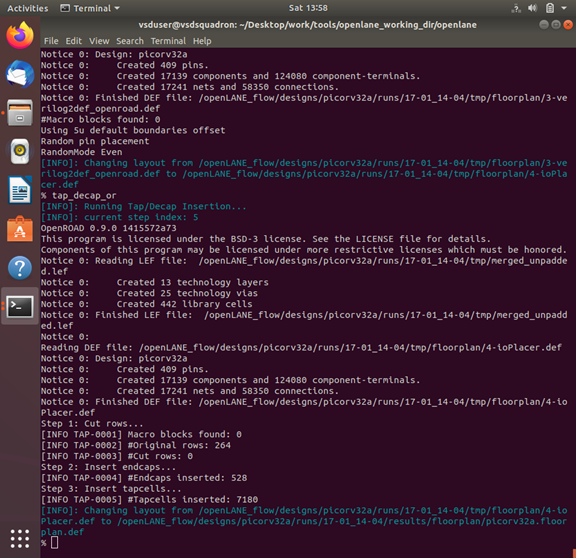 Activities
Terminal
Sat 13:58
vsduser@vsdsquadron: ~/Desktop/work/tools/openlane_working_dir/openlane
File Edit View Search Terminal Help
Notice 0: Design: picorv32a
Notice 0:     Created 409 pins.
Notice 0:     Created 17139 components and 124080 component-terminals.
Notice 0:     Created 17241 nets and 58350 connections.
Notice 0: Finished DEF file: /openLANE_flow/designs/picorv32a/runs/17-01_14-04/tmp/floorplan/3-ve
rilog2def_openroad.def
#Macro blocks found: 0
Using 5u default boundaries offset
Random pin placement
RandomMode Even
[INFO]: Changing layout from /openLANE_flow/designs/picorv32a/runs/17-01_14-04/tmp/floorplan/3-ve
rilog2def_openroad.def to /openLANE_flow/designs/picorv32a/runs/17-01_14-04/tmp/floorplan/4-ioPla
cer.def
% tap_decap_or
[INFO]: Running Tap/Decap Insertion...
[INFO]: current step index: 5
OpenROAD 0.9.0 1415572a73
This program is licensed under the BSD-3 license. See the LICENSE file for details.
Components of this program may be licensed under more restrictive licenses which must be honored.
Notice 0: Reading LEF file:  /openLANE_flow/designs/picorv32a/runs/17-01_14-04/tmp/merged_unpadde
d.lef
Notice 0:     Created 13 technology layers
Notice 0:     Created 25 technology vias
Notice 0:     Created 442 library cells
Notice 0: Finished LEF file:  /openLANE_flow/designs/picorv32a/runs/17-01_14-04/tmp/merged_unpadd
ed.lef
Notice 0:
Reading DEF file: /openLANE_flow/designs/picorv32a/runs/17-01_14-04/tmp/floorplan/4-ioPlacer.def
Notice 0: Design: picorv32a
Notice 0:     Created 409 pins.
Notice 0:     Created 17139 components and 124080 component-terminals.
Notice 0:     Created 17241 nets and 58350 connections.
Notice 0: Finished DEF file: /openLANE_flow/designs/picorv32a/runs/17-01_14-04/tmp/floorplan/4-io
Placer.def
Step 1: Cut rows...
[INFO TAP-0001] Macro blocks found: 0
[INFO TAP-0002] #Original rows: 264
[INFO TAP-0003] #Cut rows: 0
Step 2: Insert endcaps...
[INFO TAP-0004] #Endcaps inserted: 528
Step 3: Insert tapcells...
[INFO TAP-0005] #Tapcells inserted: 7180
[INFO]: Changing layout from /openLANE_flow/designs/picorv32a/runs/17-01_14-04/tmp/floorplan/4-io
Placer.def to /openLANE_flow/designs/picorv32a/runs/17-01_14-04/results/floorplan/picorv32a.floor
plan.def
%